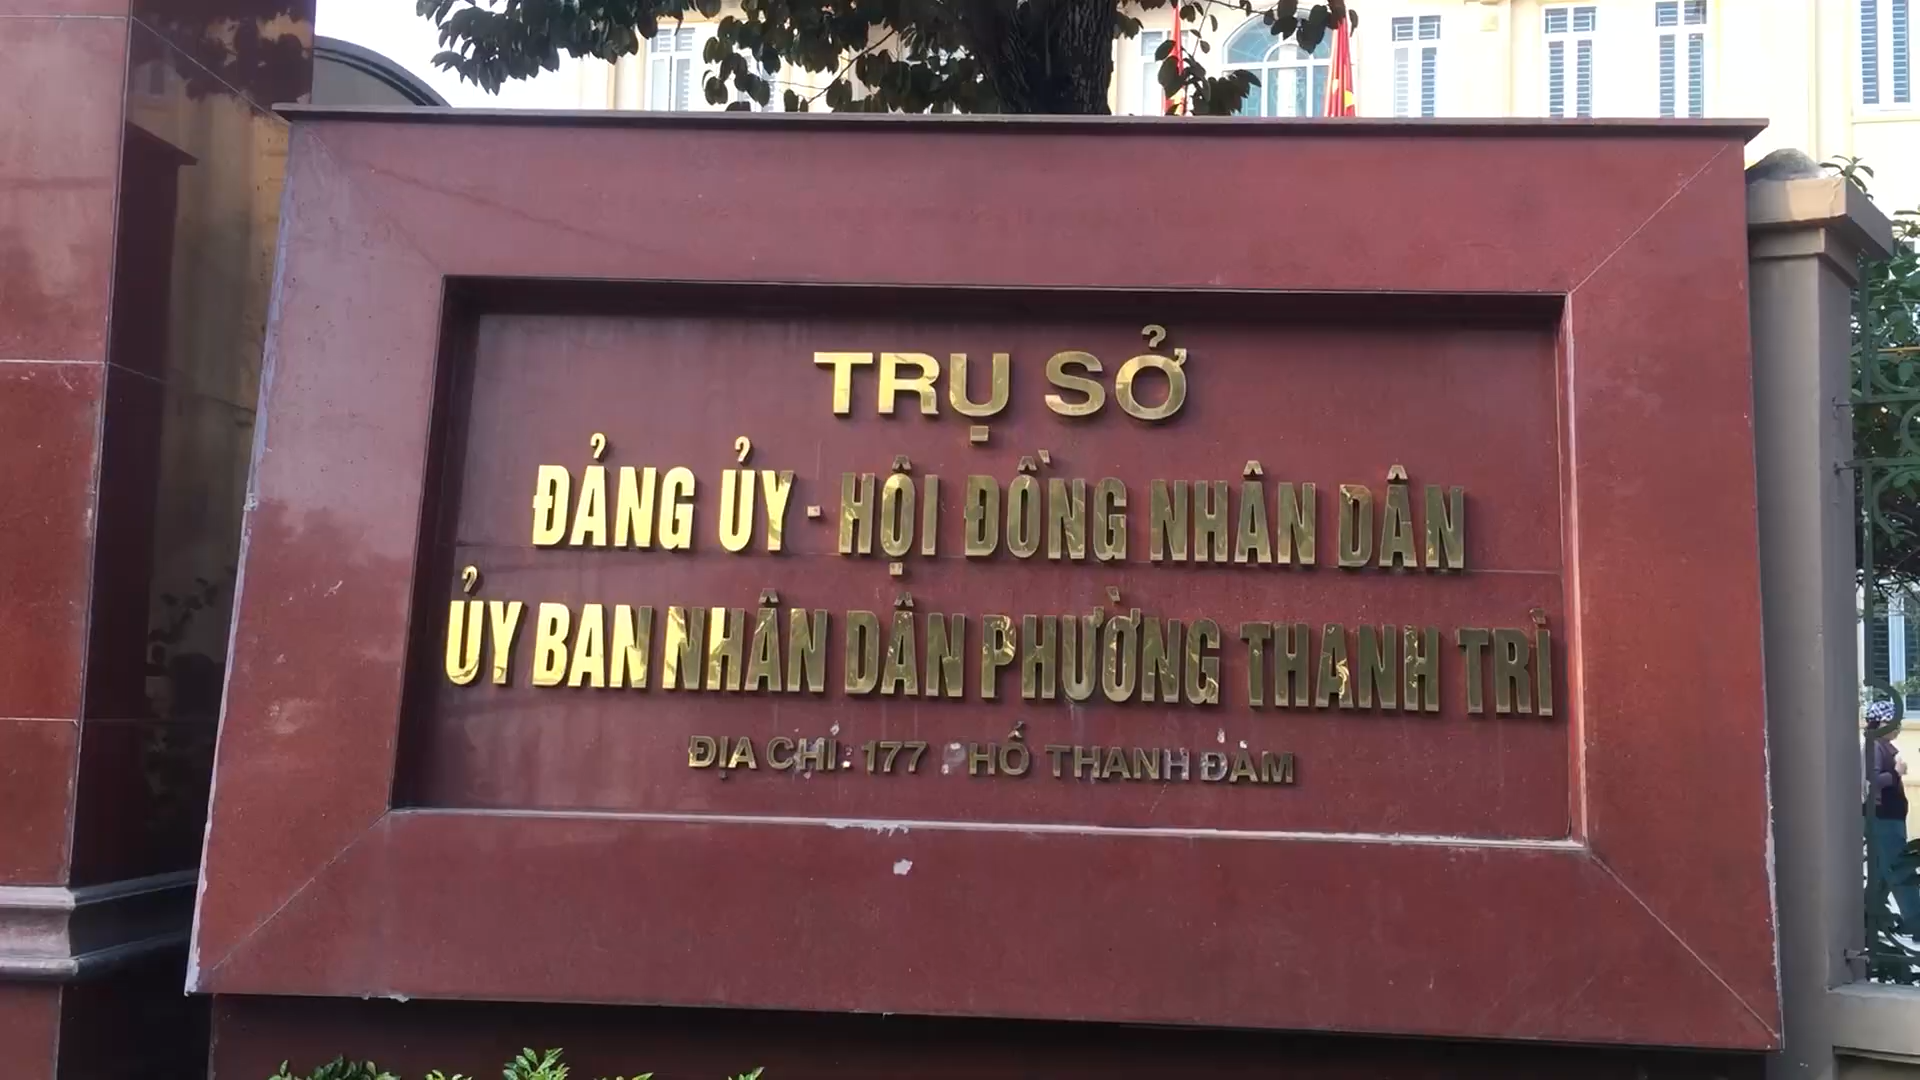 TRỤ SỞ
ĐẢNG ỦY - HỘI ĐỒNG NHÂN DÂN
ỦY BAN NHÂN DÂN PHƯỜNG THANH TRÌ
ĐỊA CHỈ: 177 HỐ THANH ĐÀM